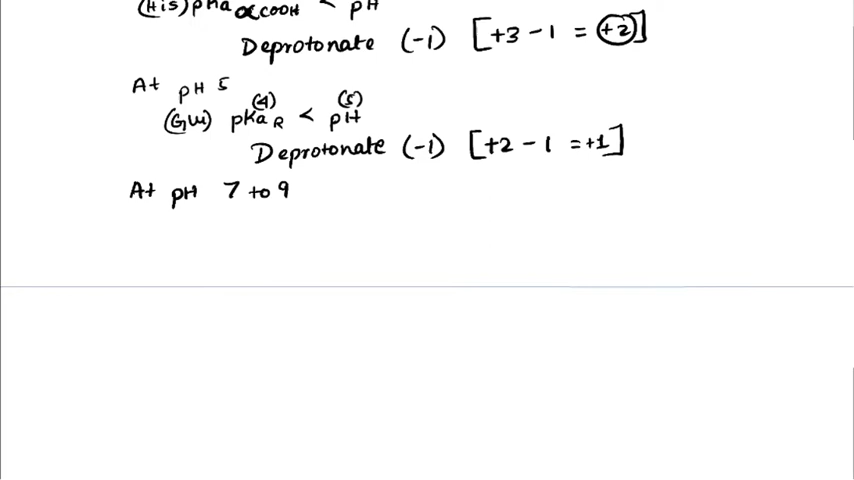 (His) pKa αCOOH < pH
Deprotonate (-1) [+3 - 1 = +2]
At pH 5
(4) (5)
(Glu) pKa R < pH
Deprotonate (-1) [+2 - 1 = +1]
At pH 7 to 9